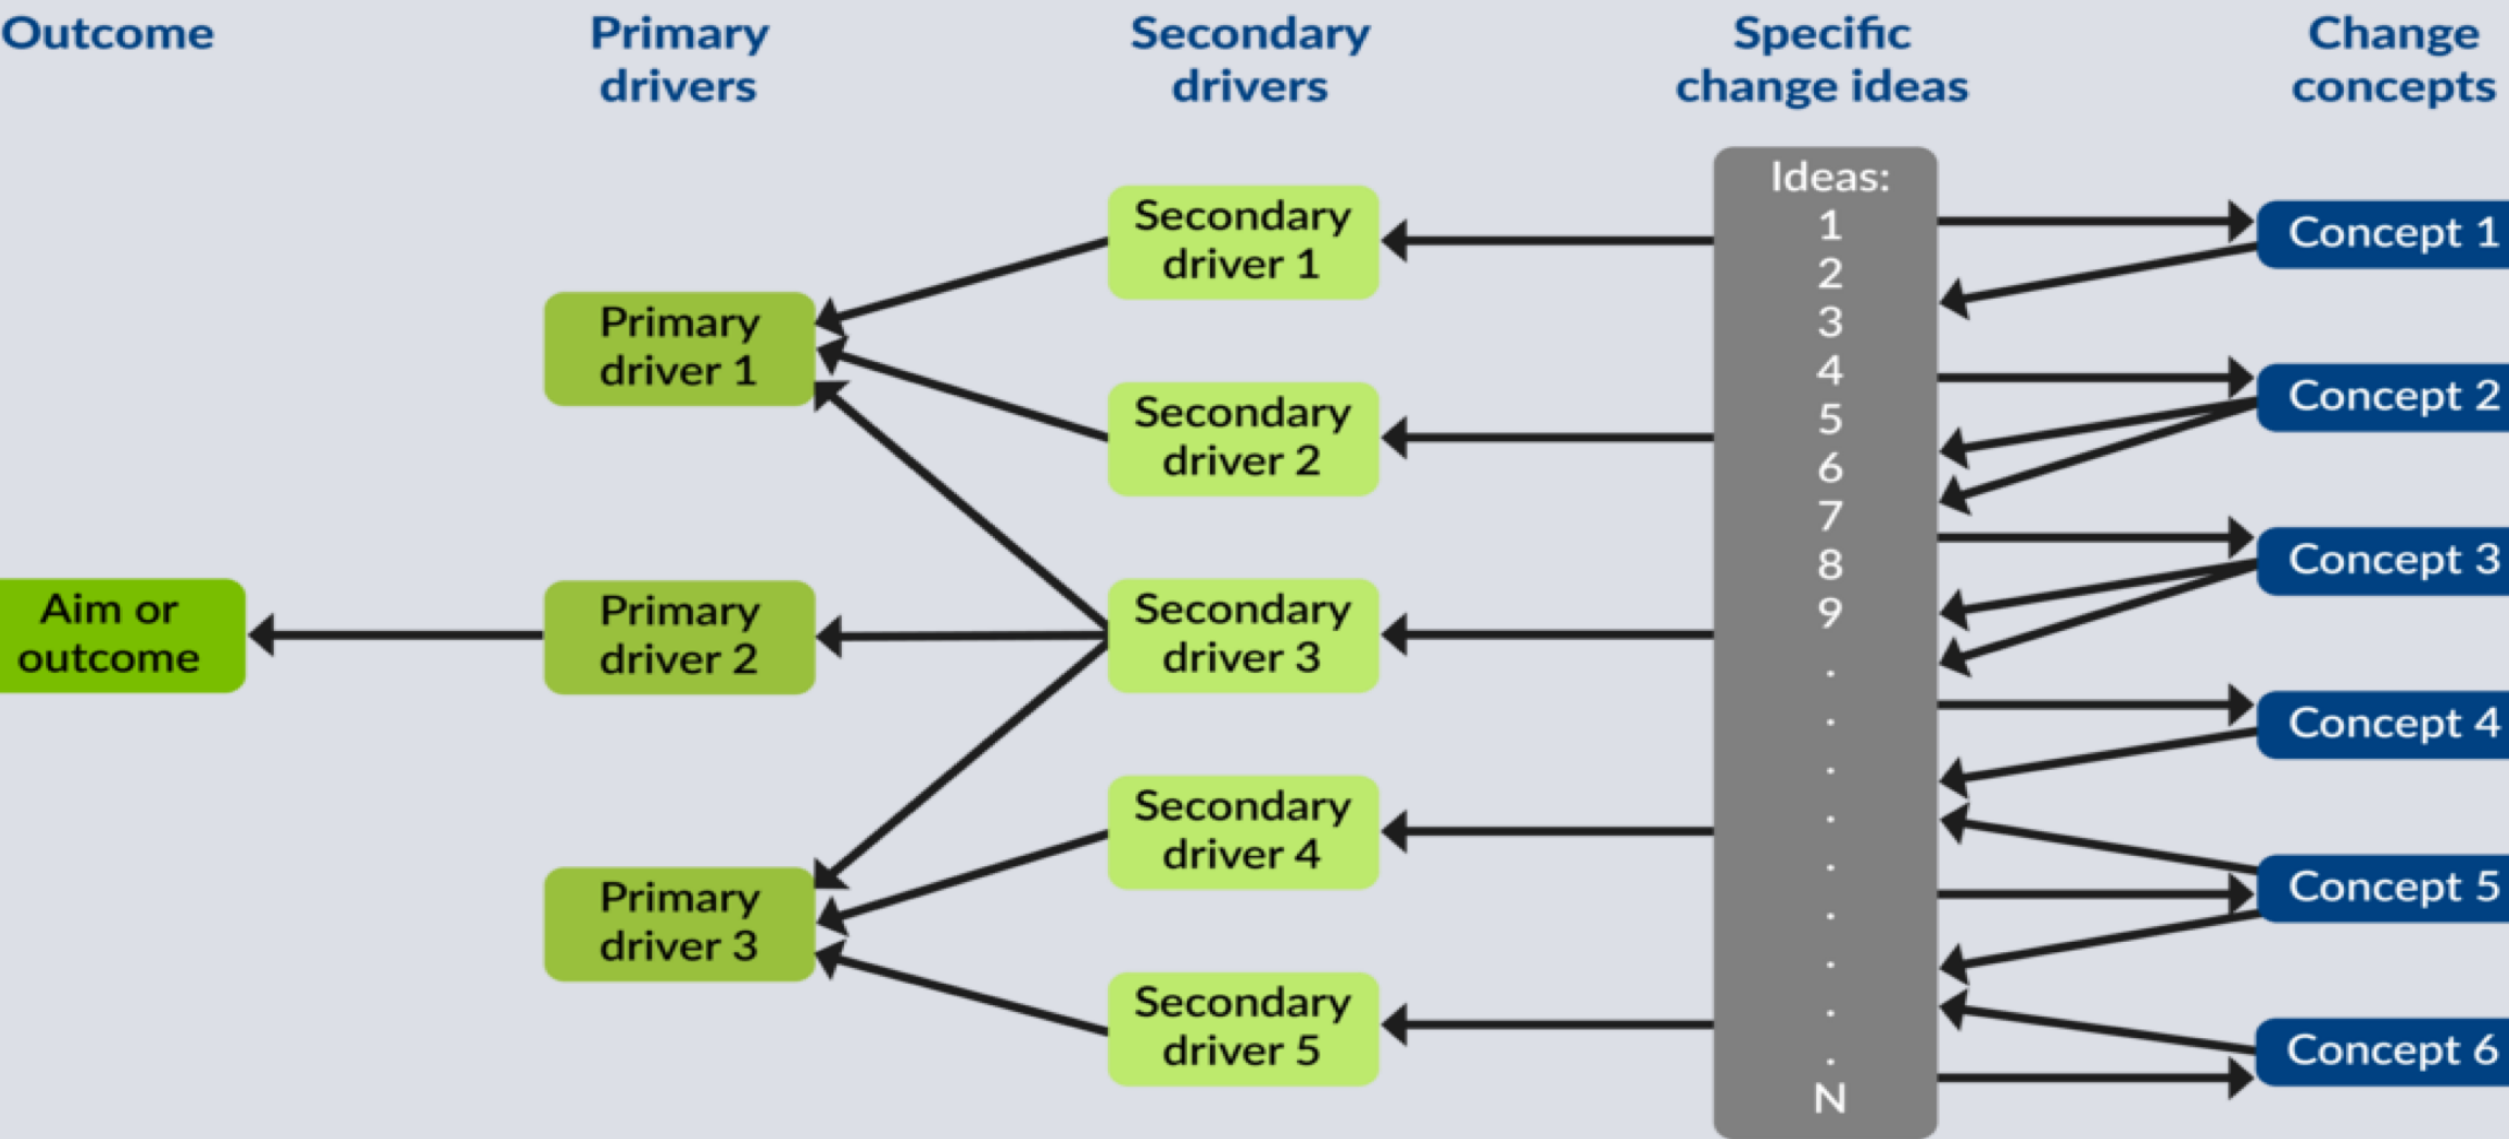 Outcome
Primary
drivers
Secondary
drivers
Specific
change ideas
Change
concepts
Aim or
outcome
Primary
driver 1
Primary
driver 2
Primary
driver 3
Secondary
driver 1
Secondary
driver 2
Secondary
driver 3
Secondary
driver 4
Secondary
driver 5
Ideas:
1
2
3
4
5
6
7
8
9
.
.
.
.
.
.
.
.
.
N
Concept 1
Concept 2
Concept 3
Concept 4
Concept 5
Concept 6